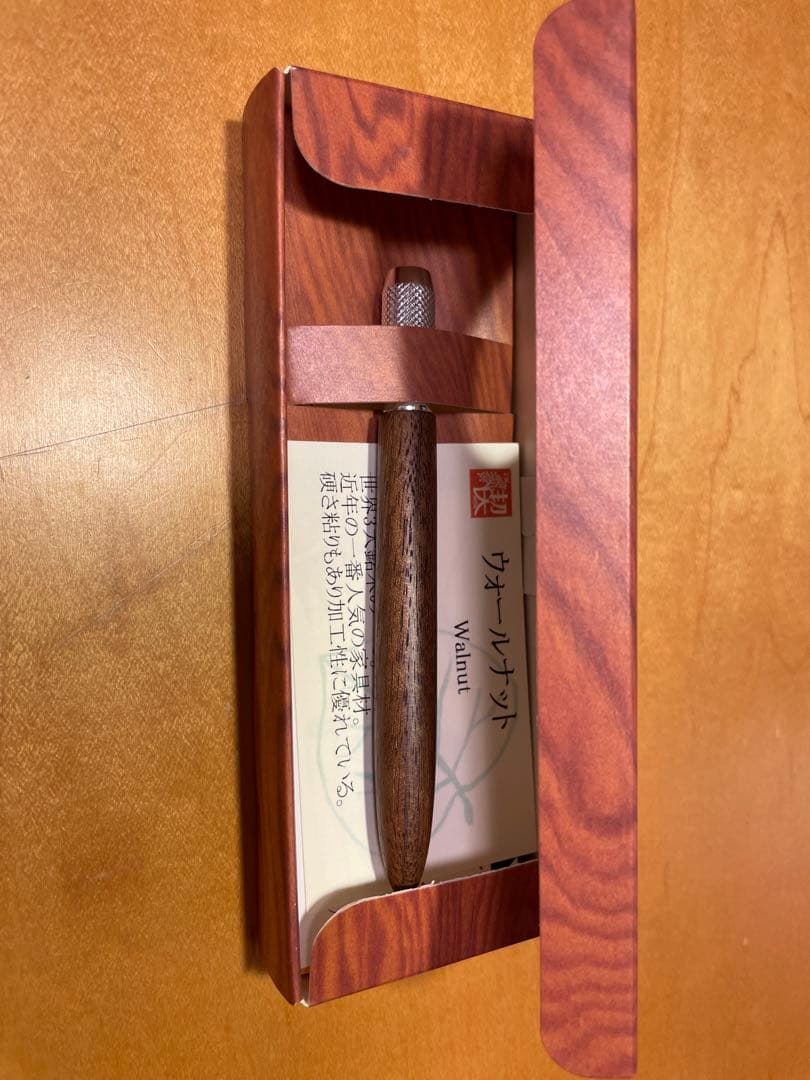 楔
ウォールナット
Walnut
世界3大銘木の
近年の一番人気の家具材。
硬さ粘りもあり加工性に優れている。